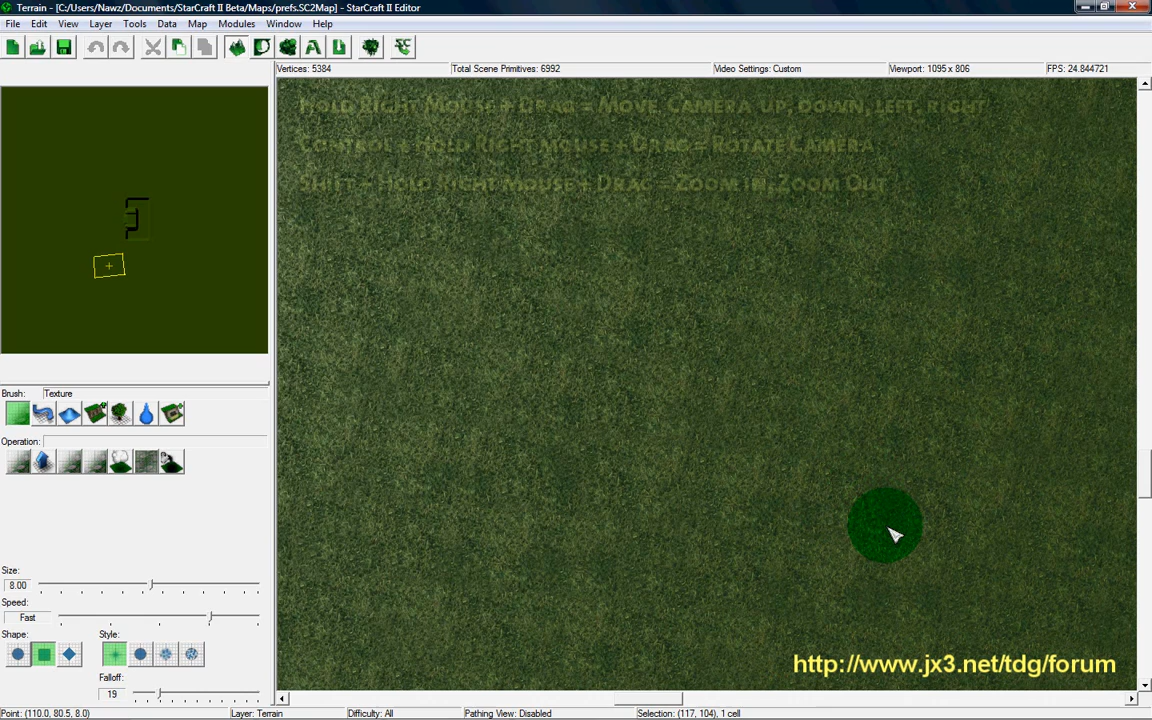 Terrain - [C:/Users/Nawz/Documents/StarCraft II Beta/Maps/prefs.SC2Map] - StarCraft II Editor
File Edit View Layer Tools Data Map Modules Window Help
Vertices: 5384 Total Scene Primitives: 6992 Video Settings: Custom Viewport: 1095 x 806 FPS: 24.844721
Hold Right Mouse + Drag = Move Camera up, down, left, right
Control + Hold Right mouse + Drag = Rotate Camera
Shift + Hold Right mouse + Drag = Zoom in, Zoom Out
Brush: Texture
Operation:
Size:
8.00
Speed:
Fast
Shape: Style:
Falloff:
19
http://www.jx3.net/tdg/forum
Point: (110.0, 80.5, 8.0) Layer: Terrain Difficulty: All Pathing View: Disabled Selection: (117, 104), 1 cell